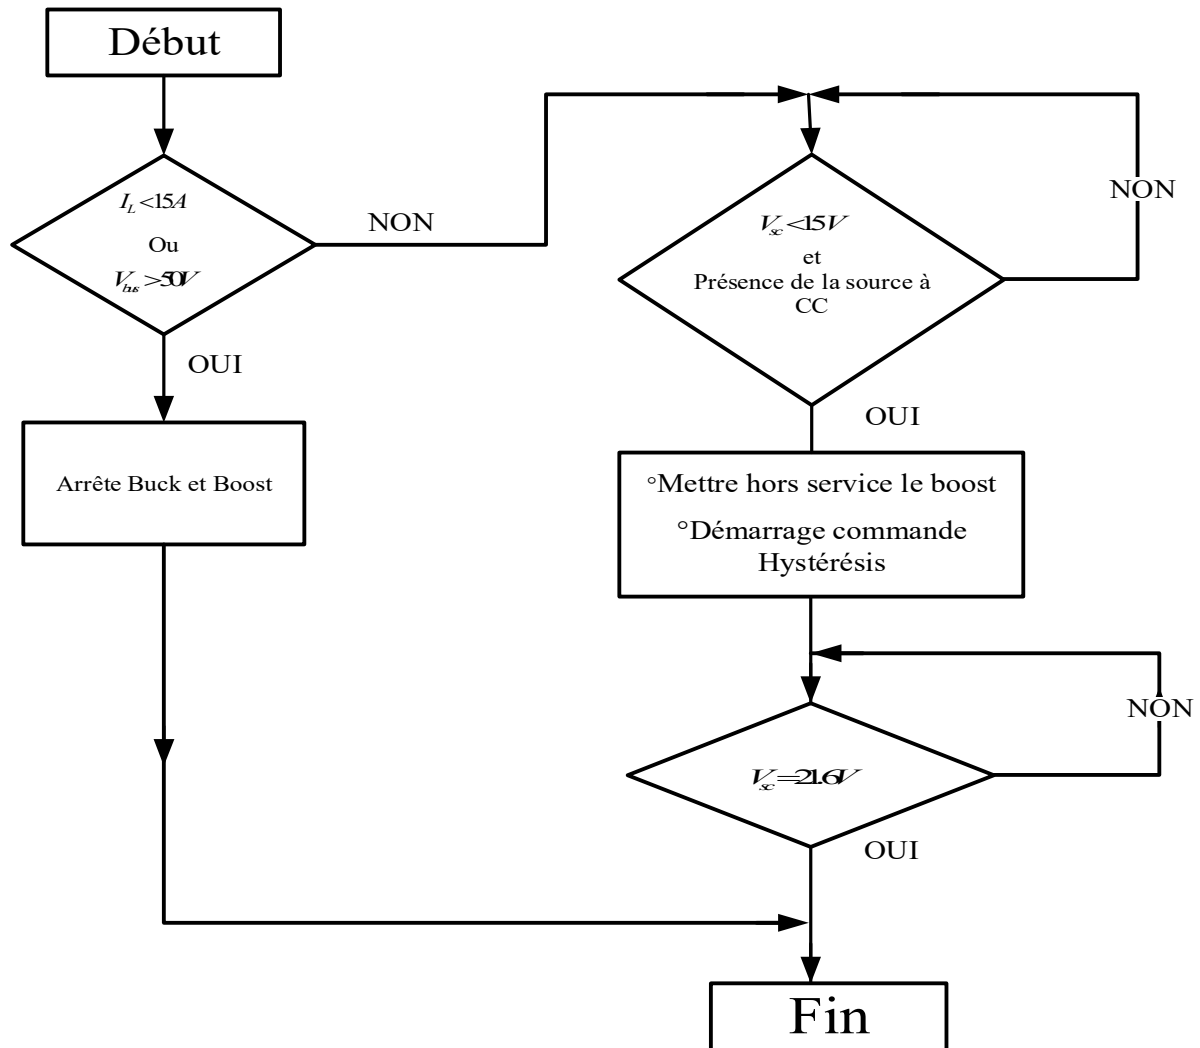 Début
I_L<15A
Ou
V_bus>50V
NON
OUI
Arrête Buck et Boost
V_sc<15V
et
Présence de la source à
CC
NON
OUI
°Mettre hors service le boost
°Démarrage commande
Hystérésis
V_sc=21.6V
NON
OUI
Fin